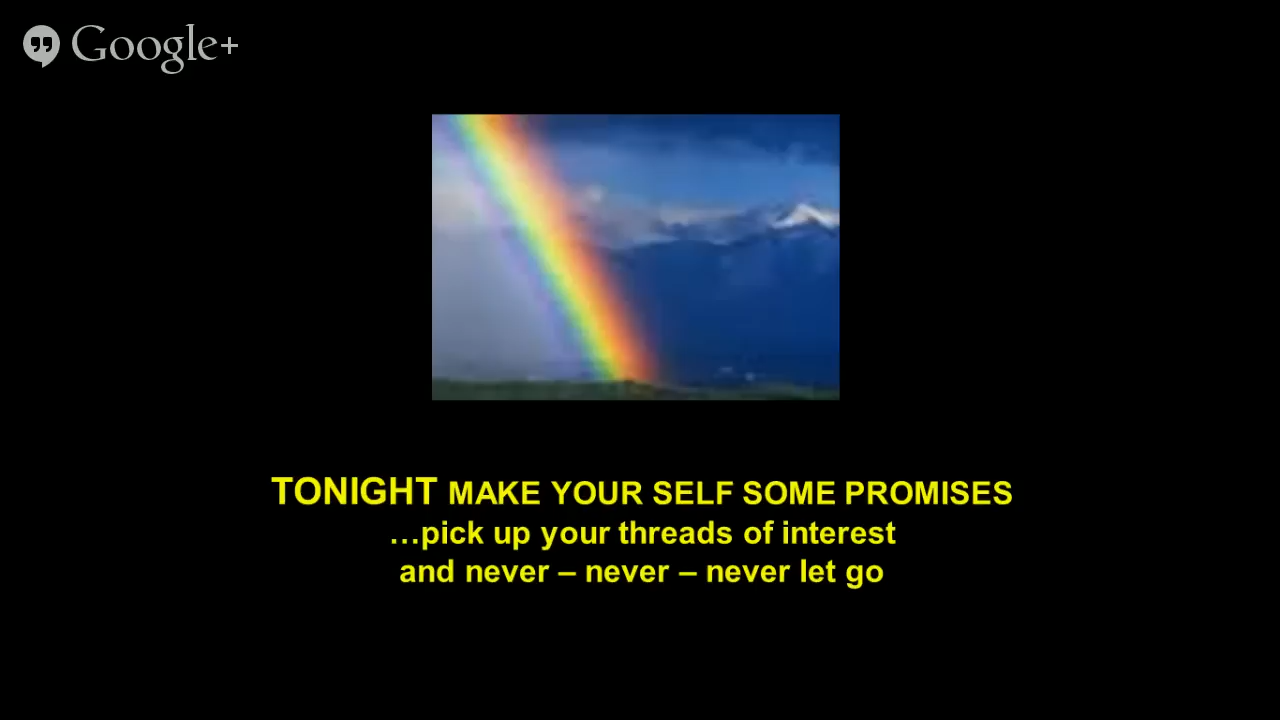 Google+
TONIGHT MAKE YOUR SELF SOME PROMISES
…pick up your threads of interest
and never – never – never let go